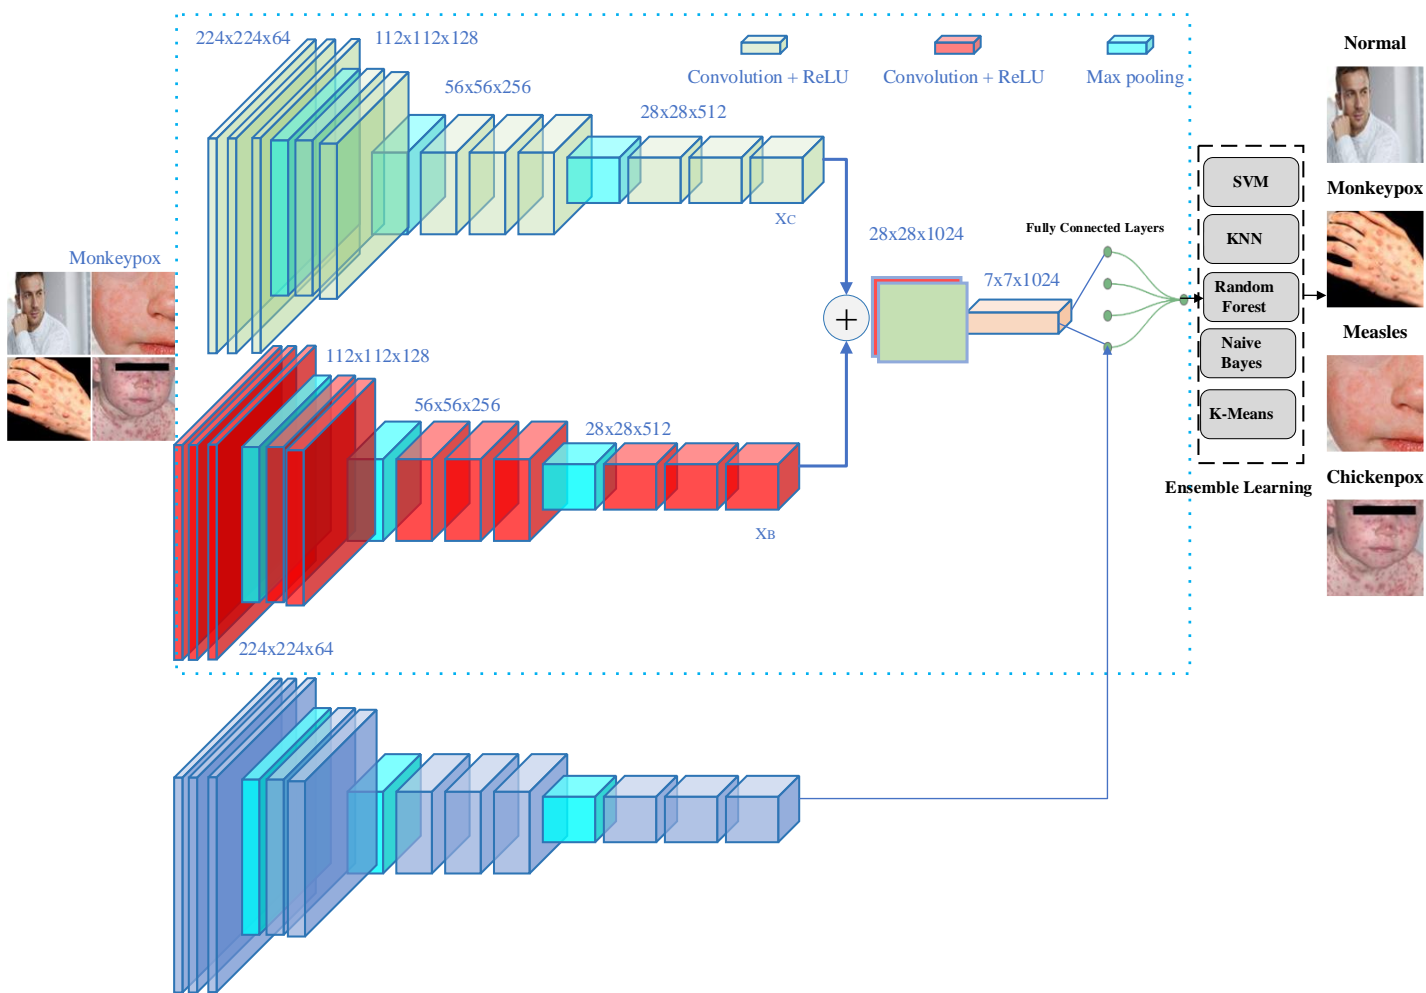 224x224x64
112x112x128
56x56x256
28x28x512
Convolution + ReLU
Convolution + ReLU
Max pooling
XC
Monkeypox
112x112x128
56x56x256
28x28x512
XB
224x224x64
28x28x1024
7x7x1024
Fully Connected Layers
SVM
KNN
Random
Forest
Naive
Bayes
K-Means
Ensemble Learning
Normal
Monkeypox
Measles
Chickenpox